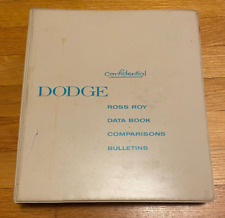 Confidential
DODGE
ROSS ROY
DATA BOOK
COMPARISONS
BULLETINS